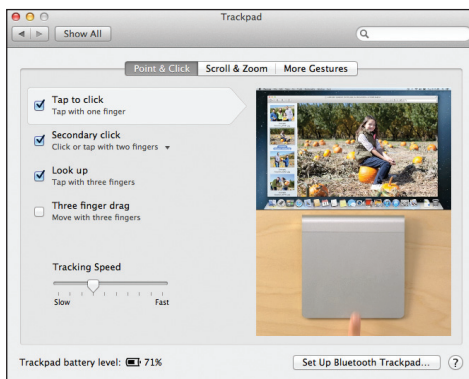 Trackpad
Show All
Point & Click Scroll & Zoom More Gestures
Tap to click
Tap with one finger
Secondary click
Click or tap with two fingers
Look up
Tap with three fingers
Three finger drag
Move with three fingers
Tracking Speed
Slow Fast
Trackpad battery level: 71% Set Up Bluetooth Trackpad... ?